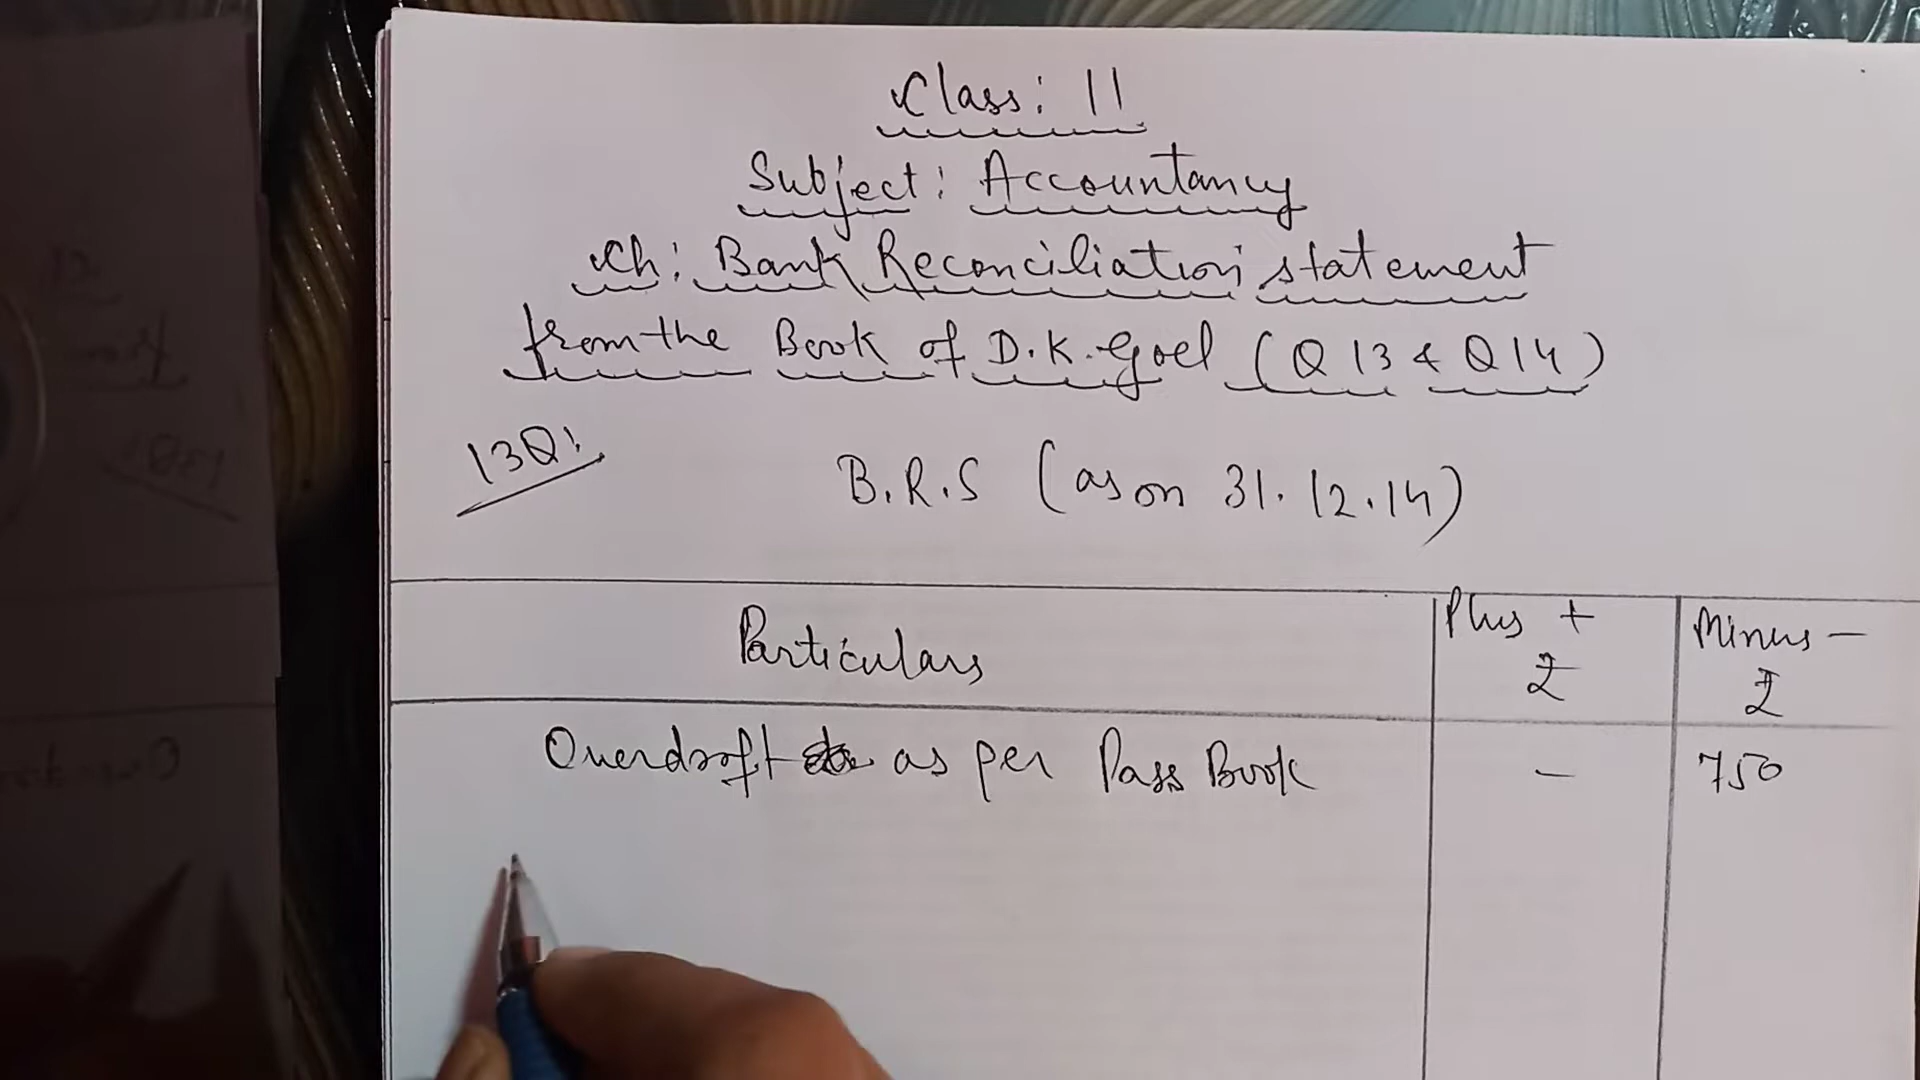 Class: 11
Subject: Accountancy
Ch: Bank Reconciliation statement
from the Book of D.K. Goel (Q 13 & Q 14)
13Q:
B.R.S (as on 31.12.14)
Particulars
Plus +
₹
Minus -
₹
Overdraft as per Pass Book
-
750